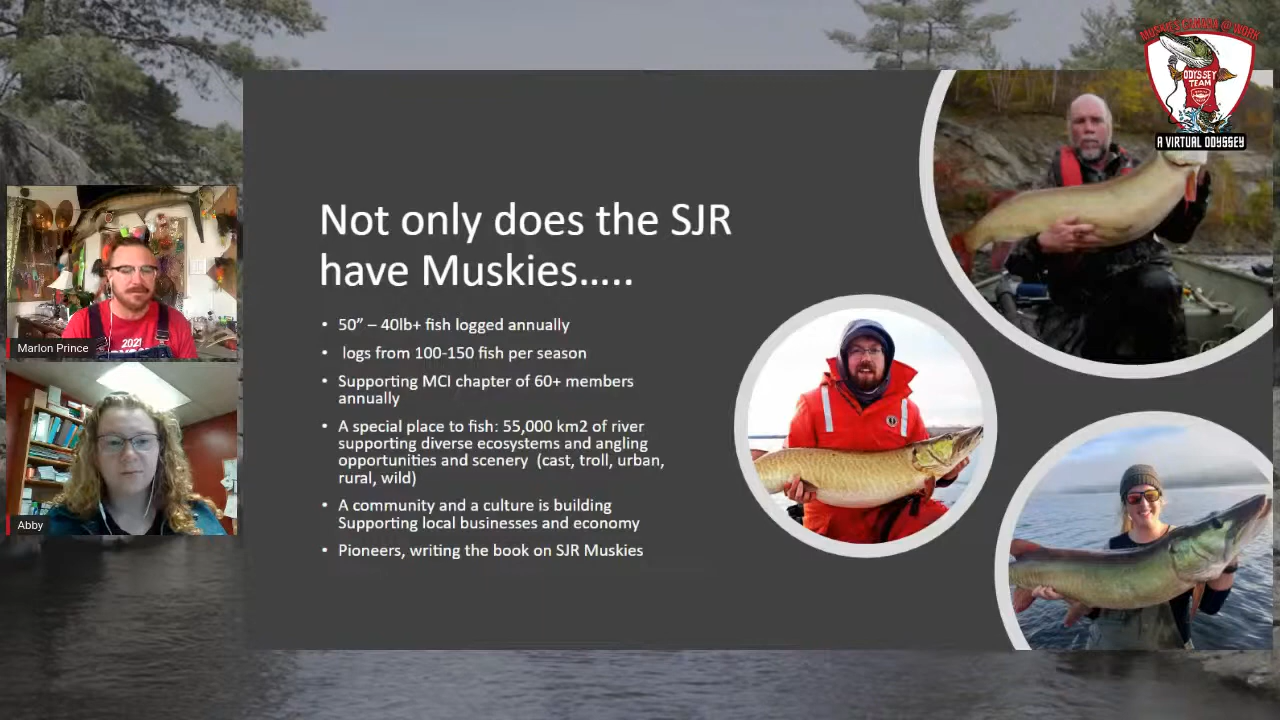 MUSKIES CANADA @ WORK
ODYSSEY
TEAM
A VIRTUAL ODYSSEY
Not only does the SJR
have Muskies.....
• 50” – 40lb+ fish logged annually
• logs from 100-150 fish per season
• Supporting MCI chapter of 60+ members
annually
• A special place to fish: 55,000 km2 of river
supporting diverse ecosystems and angling
opportunities and scenery (cast, troll, urban,
rural, wild)
• A community and a culture is building
Supporting local businesses and economy
• Pioneers, writing the book on SJR Muskies
2021
Marlon Prince
Abby